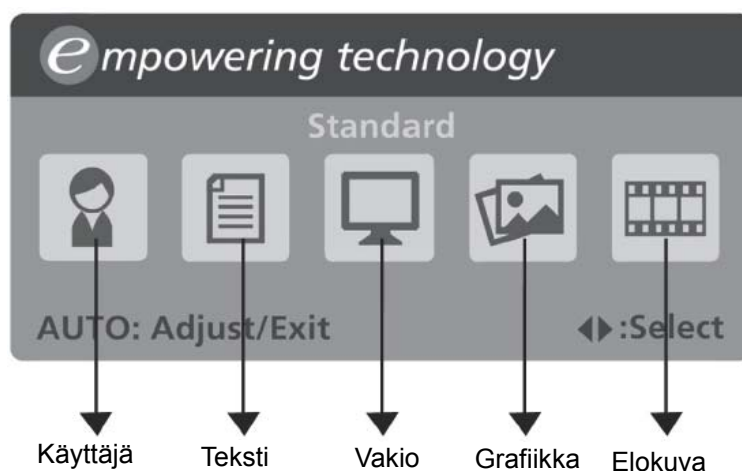 empowering technology
Standard
AUTO: Adjust/Exit ◀▶:Select
Käyttäjä Teksti Vakio Grafiikka Elokuva